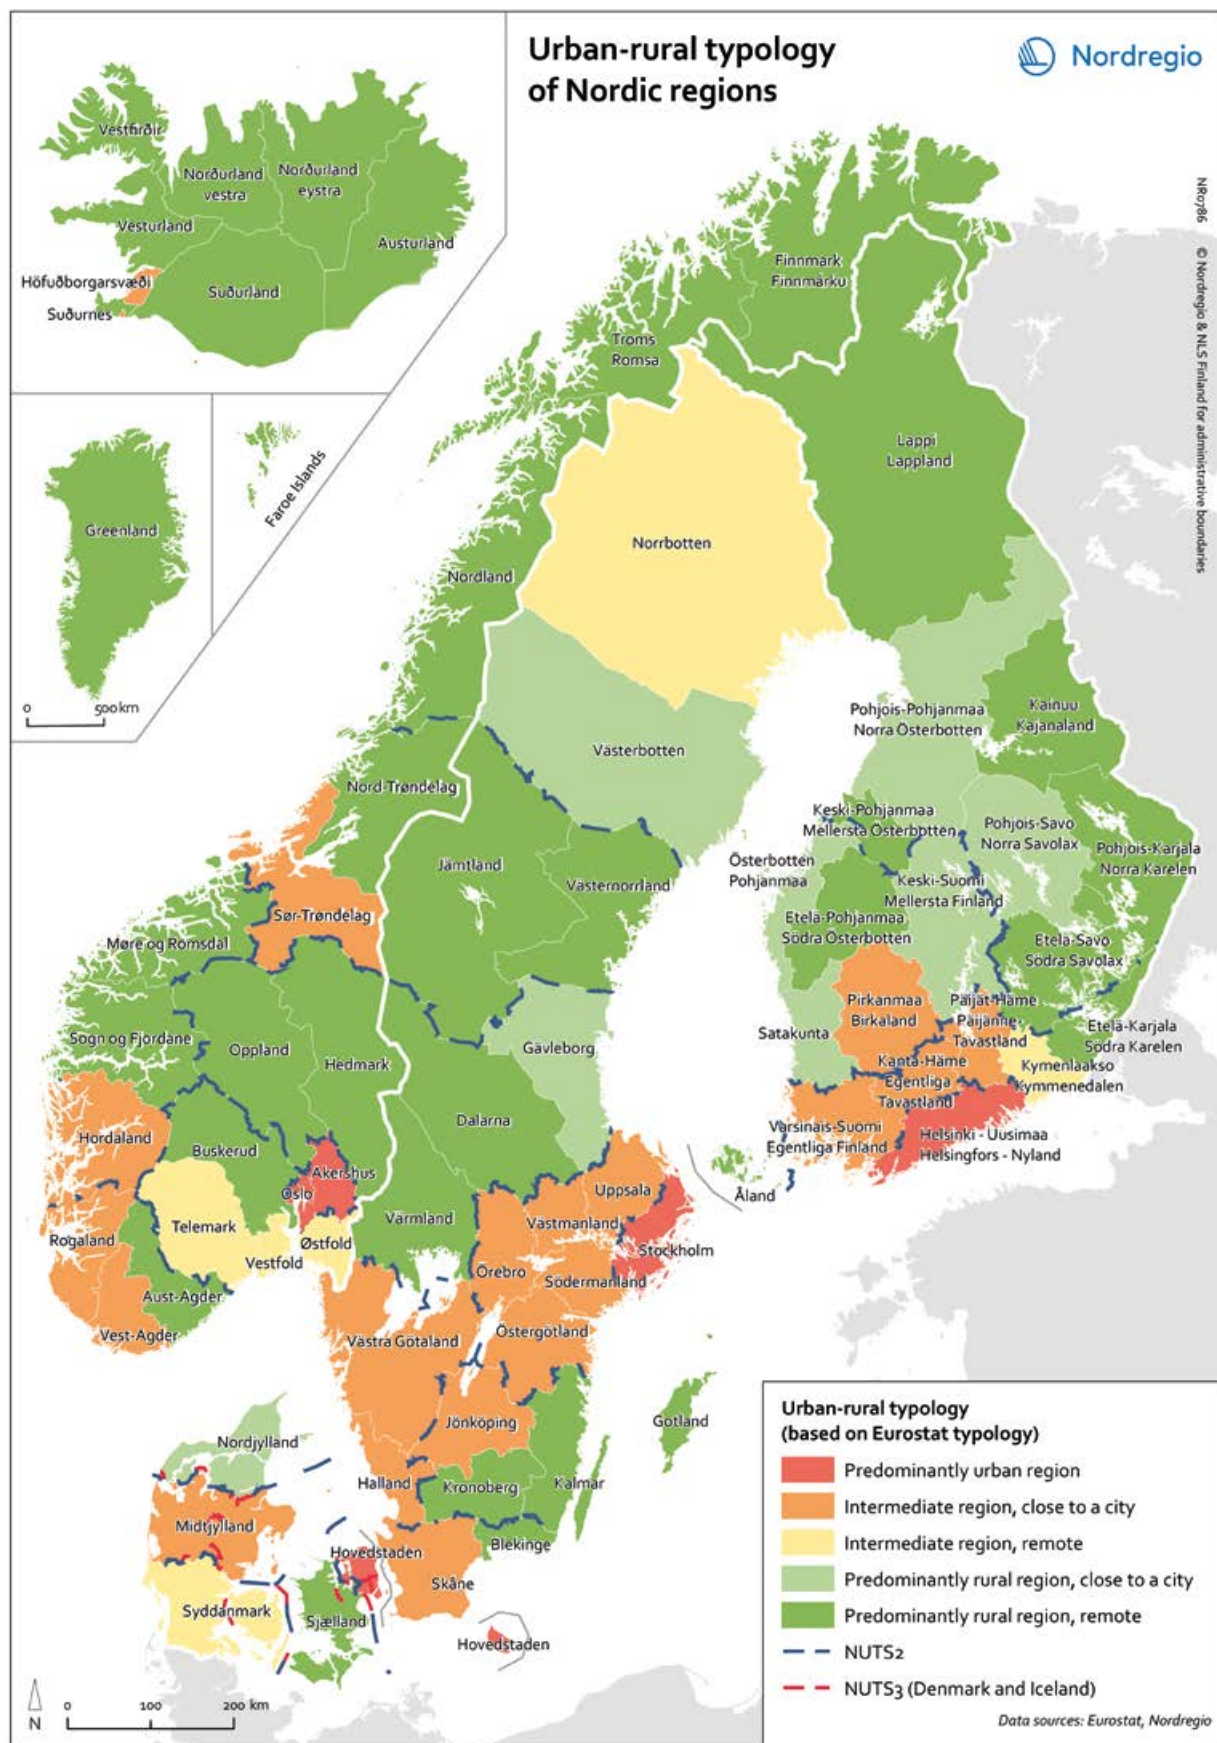 Urban-rural typology
of Nordic regions
Nordregio
NR0786 © Nordregio & NLS Finland for administrative boundaries
Vestfirðir
Norðurland
vestra
Norðurland
eystra
Vesturland
Austurland
Höfuðborgarsvæði
Suðurland
Suðurnes
Greenland
Faroe Islands
0 500 km
Finnmark
Finnmárku
Troms
Romsa
Lappi
Lappland
Norrbotten
Nordland
Pohjois-Pohjanmaa
Norra Österbotten
Kainuu
Kajanaland
Västerbotten
Nord-Trøndelag
Keski-Pohjanmaa
Mellersta Österbotten
Pohjois-Savo
Norra Savolax
Pohjois-Karjala
Norra Karelen
Jämtland
Västernorrland
Österbotten
Pohjanmaa
Keski-Suomi
Mellersta Finland
Sør-Trøndelag
Etelä-Pohjanmaa
Södra Österbotten
Etelä-Savo
Södra Savolax
Møre og Romsdal
Pirkanmaa
Birkaland
Päijät-Häme
Päijänne-
Tavastland
Sogn og Fjordane
Oppland
Gävleborg
Satakunta
Etelä-Karjala
Södra Karelen
Hedmark
Kanta-Häme
Egentliga
Tavastland
Kymenlaakso
Kymmenedalen
Hordaland
Dalarna
Varsinais-Suomi
Egentliga Finland
Helsinki - Uusimaa
Helsingfors - Nyland
Buskerud
Akershus
Oslo
Uppsala
Åland
Telemark
Värmland
Västmanland
Rogaland
Østfold
Vestfold
Stockholm
Örebro
Södermanland
Aust-Agder
Vest-Agder
Västra Götaland
Östergötland
Jönköping
Gotland
Nordjylland
Halland
Kronoberg
Kalmar
Midtjylland
Hovedstaden
Blekinge
Skåne
Syddanmark
Sjælland
Hovedstaden
N
0 100 200 km
Urban-rural typology
(based on Eurostat typology)
Predominantly urban region
Intermediate region, close to a city
Intermediate region, remote
Predominantly rural region, close to a city
Predominantly rural region, remote
NUTS2
NUTS3 (Denmark and Iceland)
Data sources: Eurostat, Nordregio